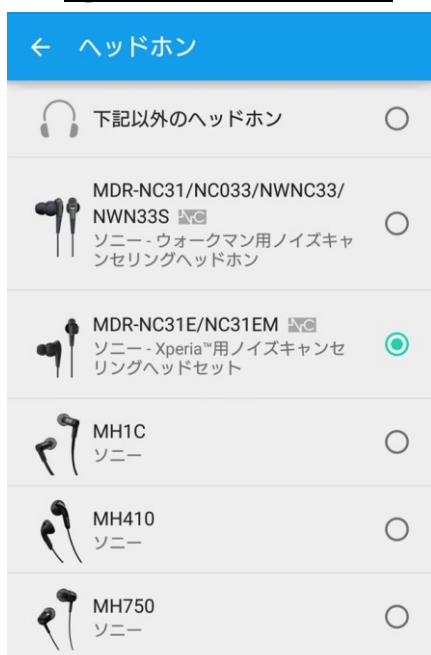 ヘッドホン
下記以外のヘッドホン
MDR-NC31/NC033/NWNC33/
NWN33S NC
ソニー - ウォークマン用ノイズキャ
ンセリングヘッドホン
MDR-NC31E/NC31EM NC
ソニー - Xperia™用ノイズキャンセ
リングヘッドセット
MH1C
ソニー
MH410
ソニー
MH750
ソニー